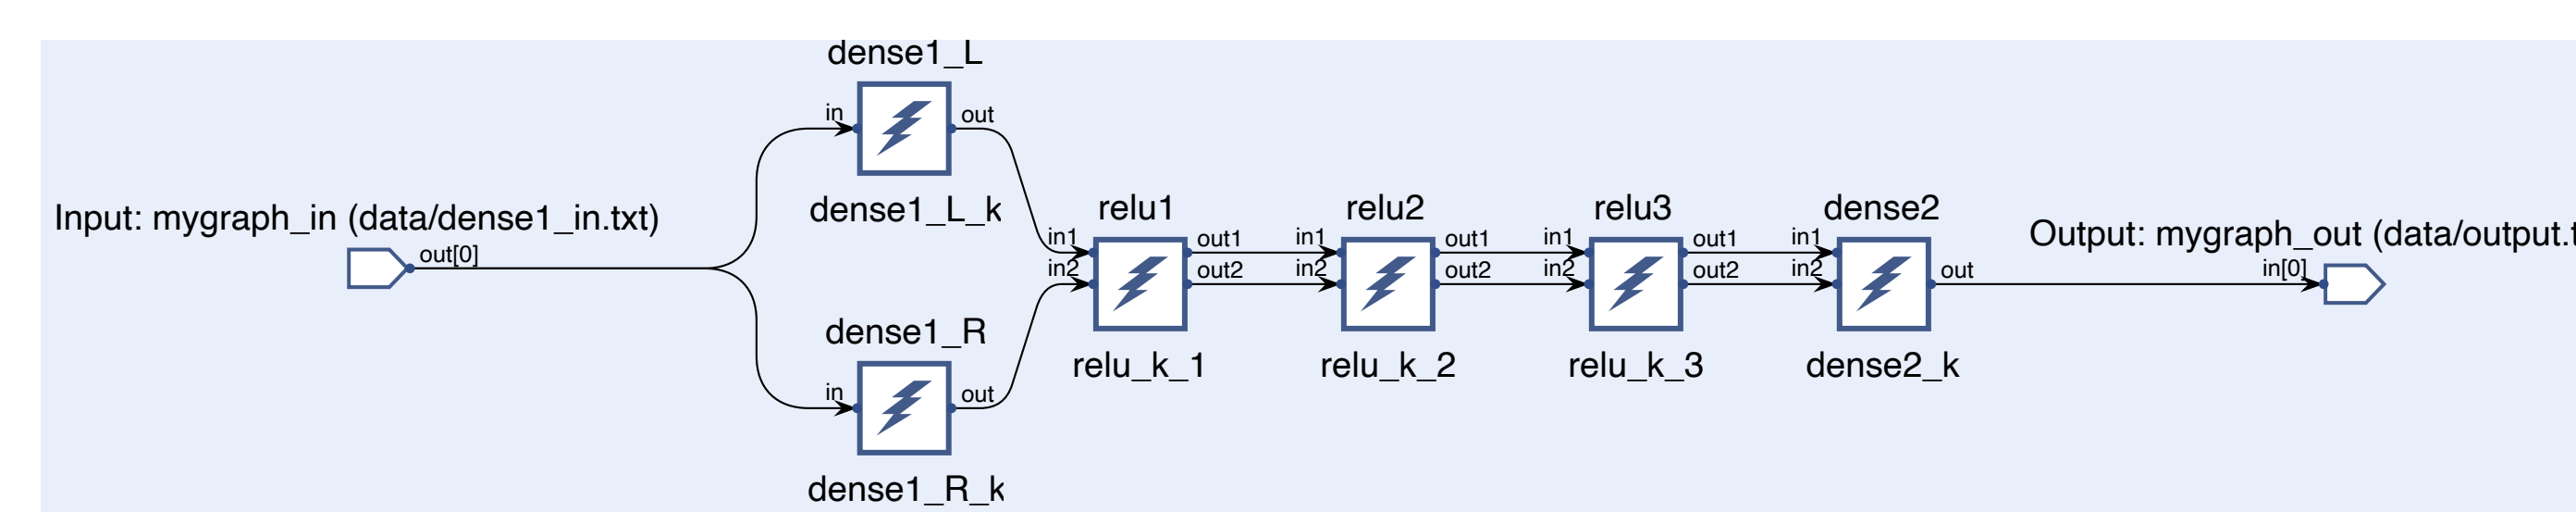 dense1_L
in
out
dense1_L_k
Input: mygraph_in (data/dense1_in.txt)
out[0]
dense1_R
in
out
dense1_R_k
relu1
in1
in2
out1
out2
relu_k_1
relu2
in1
in2
out1
out2
relu_k_2
relu3
in1
in2
out1
out2
relu_k_3
dense2
in1
in2
out
dense2_k
Output: mygraph_out (data/output.t
in[0]